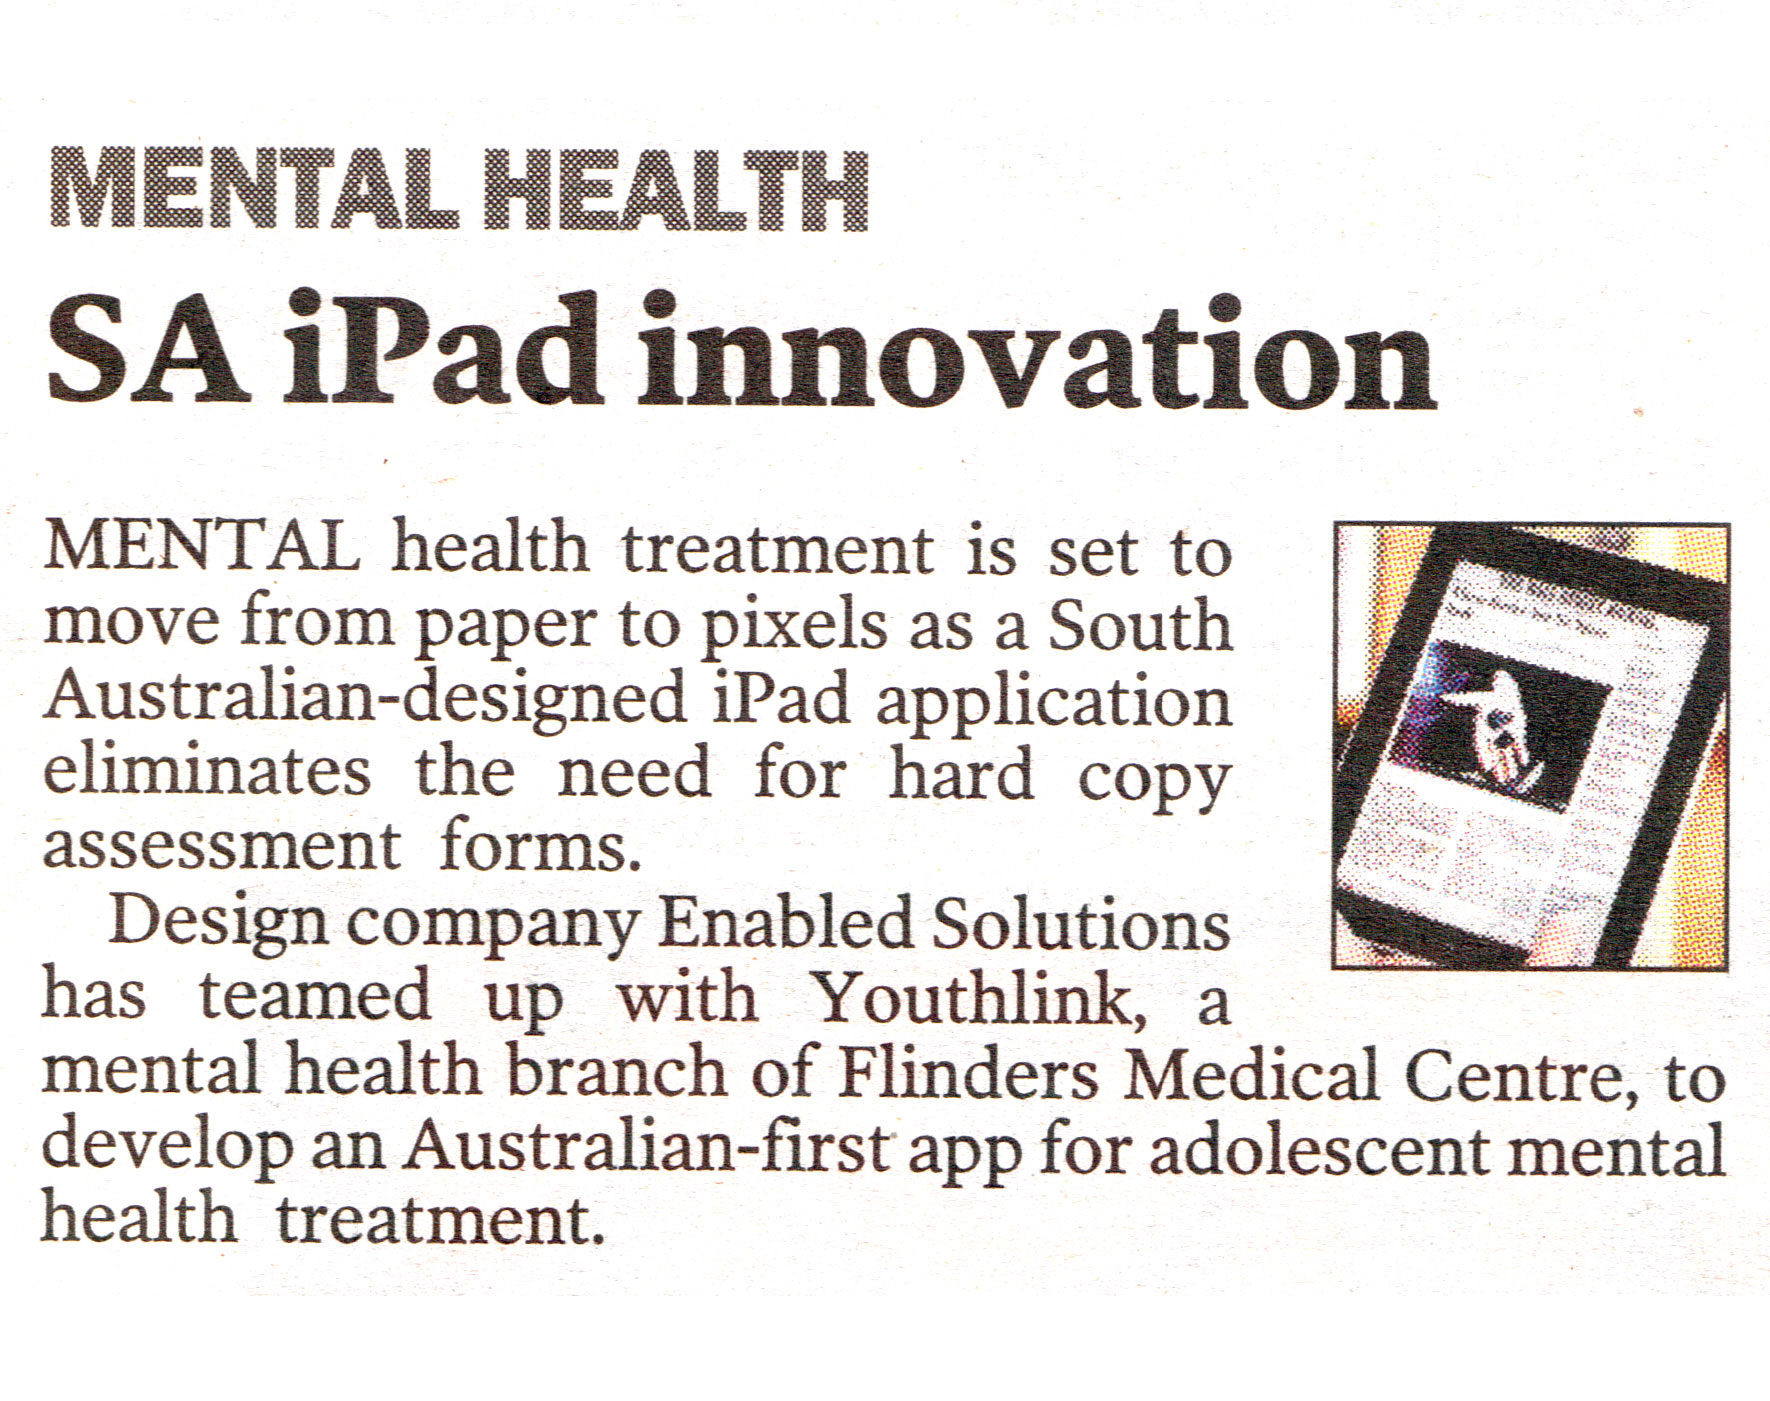 MENTAL HEALTH
SA iPad innovation
MENTAL health treatment is set to
move from paper to pixels as a South
Australian-designed iPad application
eliminates the need for hard copy
assessment forms.
Design company Enabled Solutions
has teamed up with Youthlink, a
mental health branch of Flinders Medical Centre, to
develop an Australian-first app for adolescent mental
health treatment.